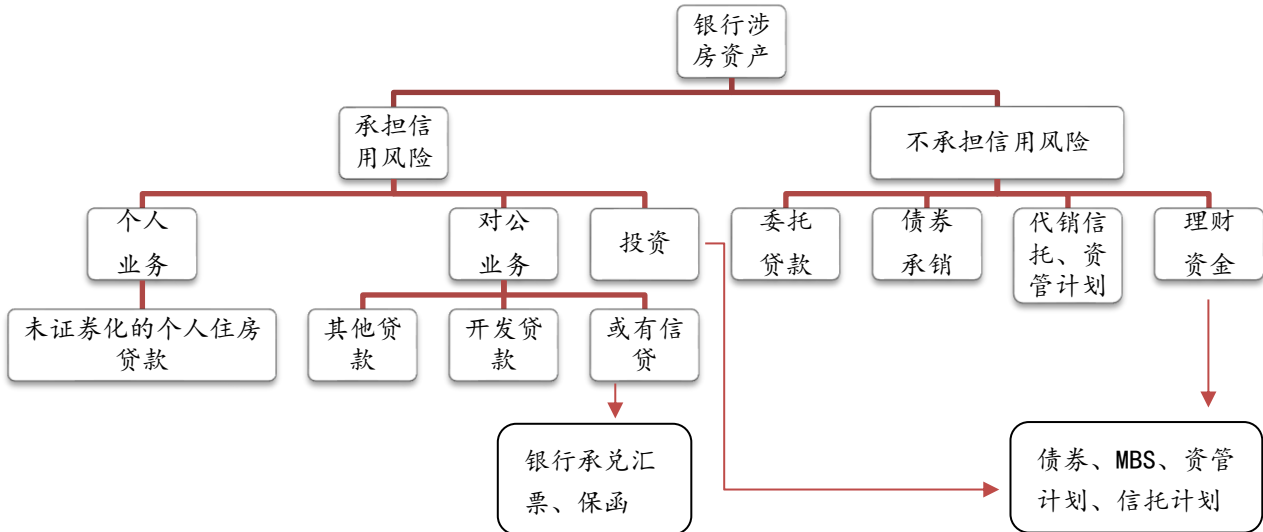 银行涉
房资产
承担信
用风险
不承担信用风险
个人
业务
对公
业务
投资
委托
贷款
债券
承销
代销信
托、资
管计划
理财
资金
未证券化的个人住房
贷款
其他贷
款
开发贷
款
或有信
贷
银行承兑汇
票、保函
债券、MBS、资管
计划、信托计划